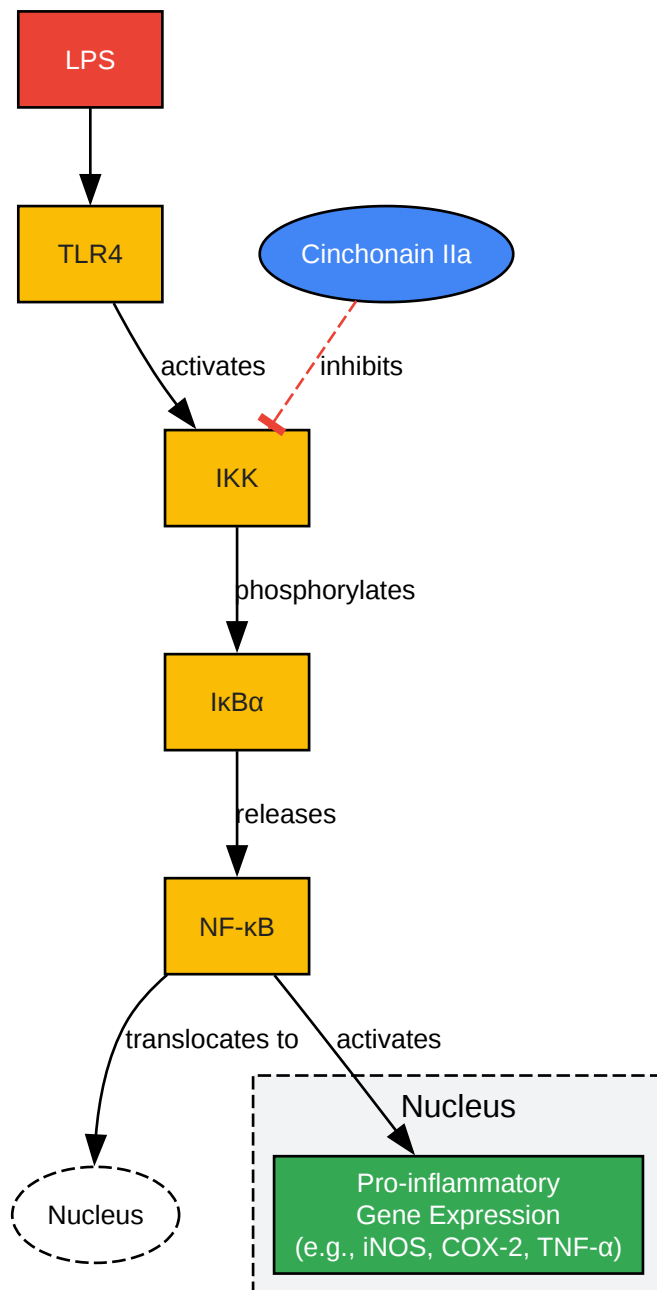 LPS
TLR4
Cinchonain IIa
activates
inhibits
IKK
phosphorylates
IκBα
releases
NF-κB
translocates to
activates
Nucleus
Nucleus
Pro-inflammatory
Gene Expression
(e.g., iNOS, COX-2, TNF-α)